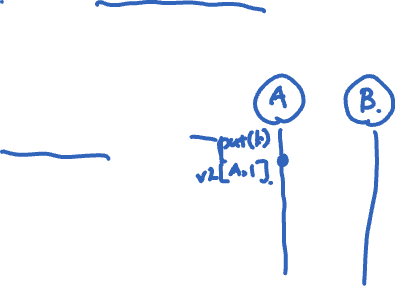 A
B.
put(k)
v2[A,1].